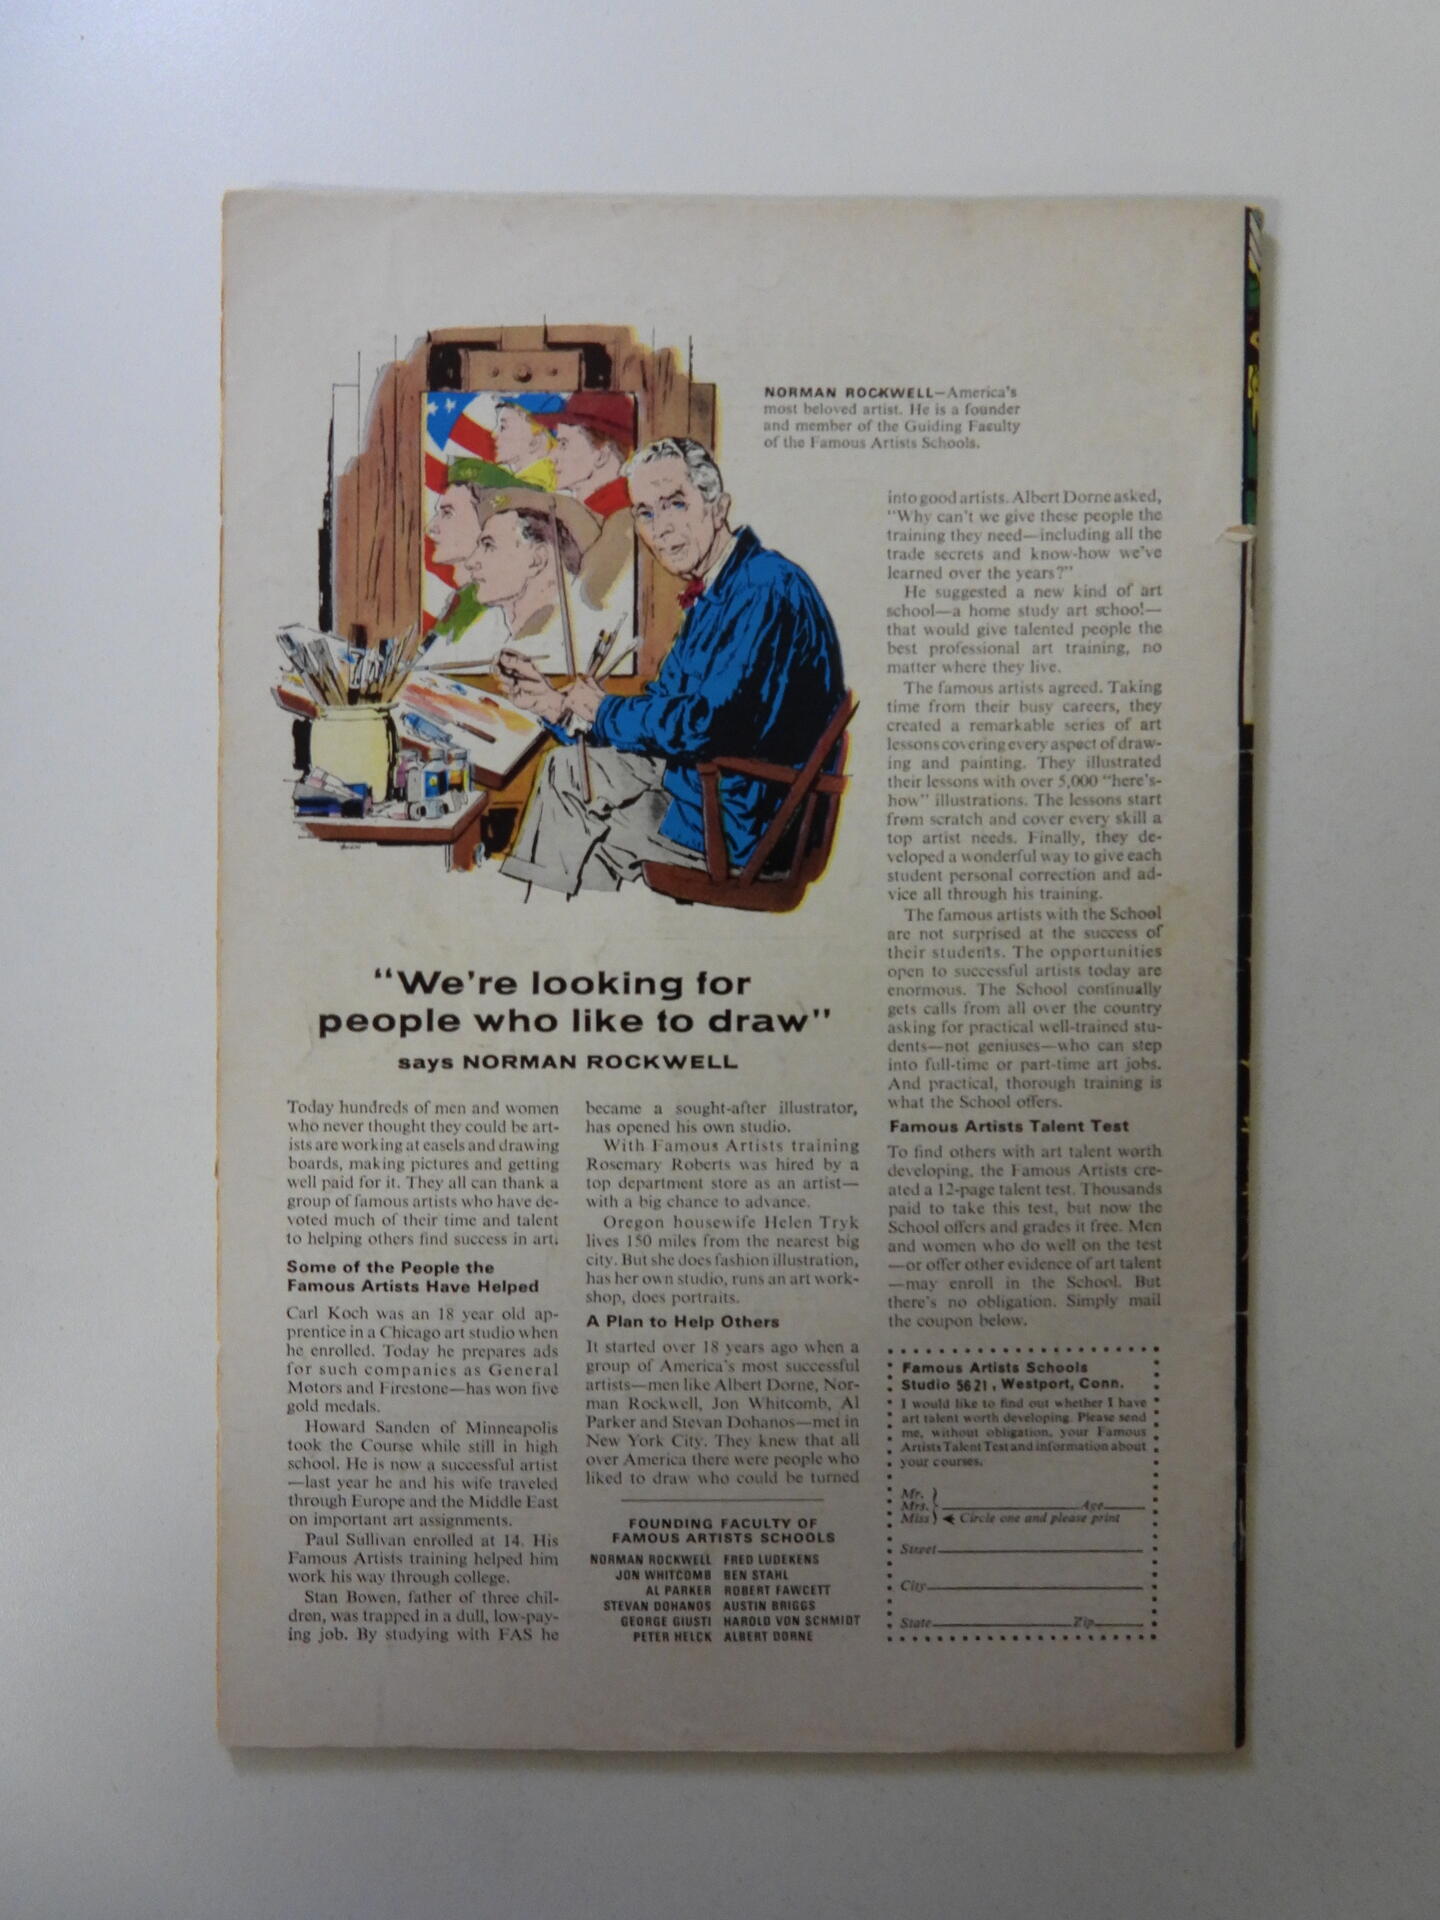 NORMAN ROCKWELL—America's
most beloved artist. He is a founder
and member of the Guiding Faculty
of the Famous Artists Schools.
"We're looking for
people who like to draw"
says NORMAN ROCKWELL
Today hundreds of men and women
who never thought they could be art-
ists are working at easels and drawing
boards, making pictures and getting
well paid for it. They all can thank a
group of famous artists who have de-
voted much of their time and talent
to helping others find success in art.
Some of the People the
Famous Artists Have Helped
Carl Koch was an 18 year old ap-
prentice in a Chicago art studio when
he enrolled. Today he prepares ads
for such companies as General
Motors and Firestone—has won five
gold medals.
Howard Sanden of Minneapolis
took the Course while still in high
school. He is now a successful artist
—last year he and his wife traveled
through Europe and the Middle East
on important art assignments.
Paul Sullivan enrolled at 14. His
Famous Artists training helped him
work his way through college.
Stan Bowen, father of three chil-
dren, was trapped in a dull, low-pay-
ing job. By studying with FAS he
became a sought-after illustrator,
has opened his own studio.
With Famous Artists training
Rosemary Roberts was hired by a
top department store as an artist—
with a big chance to advance.
Oregon housewife Helen Tryk
lives 150 miles from the nearest big
city. But she does fashion illustration,
has her own studio, runs an art work-
shop, does portraits.
A Plan to Help Others
It started over 18 years ago when a
group of America's most successful
artists—men like Albert Dorne, Nor-
man Rockwell, Jon Whitcomb, Al
Parker and Stevan Dohanos—met in
New York City. They knew that all
over America there were people who
liked to draw who could be turned
FOUNDING FACULTY OF
FAMOUS ARTISTS SCHOOLS
NORMAN ROCKWELL FRED LUDEKENS
JON WHITCOMB BEN STAHL
AL PARKER ROBERT FAWCETT
STEVAN DOHANOS AUSTIN BRIGGS
GEORGE GIUSTI HAROLD VON SCHMIDT
PETER HELCK ALBERT DORNE
into good artists. Albert Dorne asked,
"Why can't we give these people the
training they need—including all the
trade secrets and know-how we've
learned over the years?"
He suggested a new kind of art
school—a home study art school—
that would give talented people the
best professional art training, no
matter where they live.
The famous artists agreed. Taking
time from their busy careers, they
created a remarkable series of art
lessons covering every aspect of draw-
ing and painting. They illustrated
their lessons with over 5,000 "here's-
how" illustrations. The lessons start
from scratch and cover every skill a
top artist needs. Finally, they de-
veloped a wonderful way to give each
student personal correction and ad-
vice all through his training.
The famous artists with the School
are not surprised at the success of
their students. The opportunities
open to successful artists today are
enormous. The School continually
gets calls from all over the country
asking for practical well-trained stu-
dents—not geniuses—who can step
into full-time or part-time art jobs.
And practical, thorough training is
what the School offers.
Famous Artists Talent Test
To find others with art talent worth
developing, the Famous Artists cre-
ated a 12-page talent test. Thousands
paid to take this test, but now the
School offers and grades it free. Men
and women who do well on the test
—or offer other evidence of art talent
—may enroll in the School. But
there's no obligation. Simply mail
the coupon below.
Famous Artists Schools
Studio 5621, Westport, Conn.
I would like to find out whether I have
art talent worth developing. Please send
me, without obligation, your Famous
Artists Talent Test and information about
your courses.
Mr.
Mrs. Age
Miss Circle one and please print
Street
City
State Zip